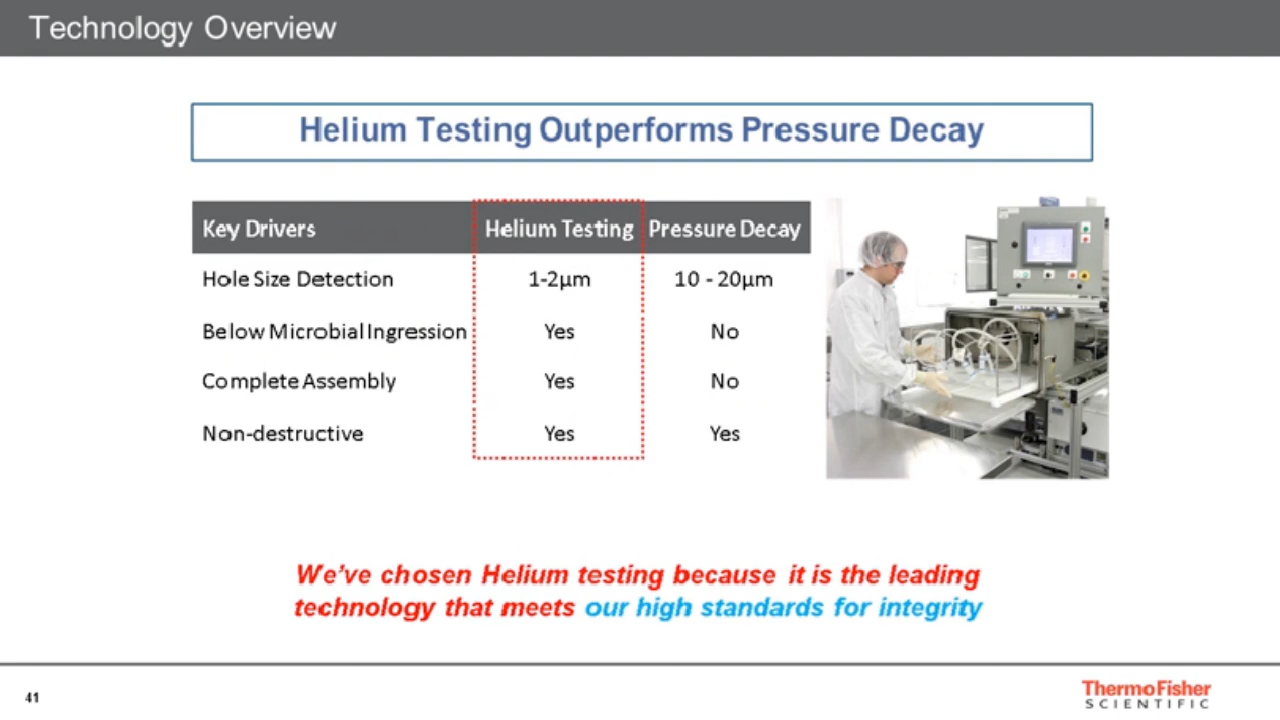 Technology Overview
Helium Testing Outperforms Pressure Decay
Key Drivers Helium Testing Pressure Decay
Hole Size Detection 1-2µm 10 - 20µm
Below Microbial Ingression Yes No
Complete Assembly Yes No
Non-destructive Yes Yes
We've chosen Helium testing because it is the leading
technology that meets our high standards for integrity
41
ThermoFisher
SCIENTIFIC